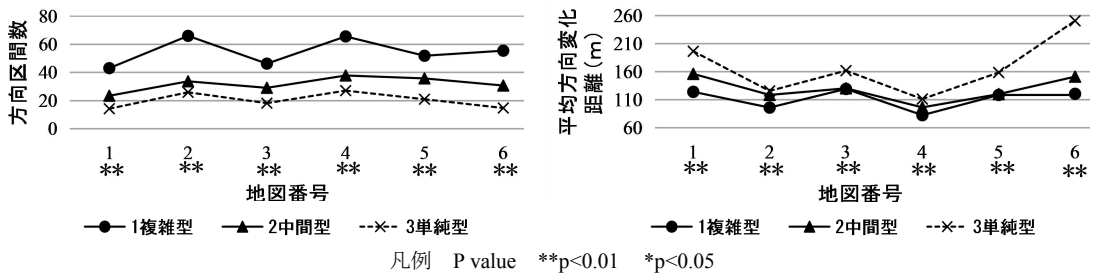 方向区間数
80
60
40
20
0
1 2 3 4 5 6
** ** ** ** ** **
地図番号
1複雑型 2中間型 3単純型
平均方向変化
距離(m)
260
210
160
110
60
1 2 3 4 5 6
** ** ** ** ** **
地図番号
1複雑型 2中間型 3単純型
凡例 P value **p<0.01 *p<0.05